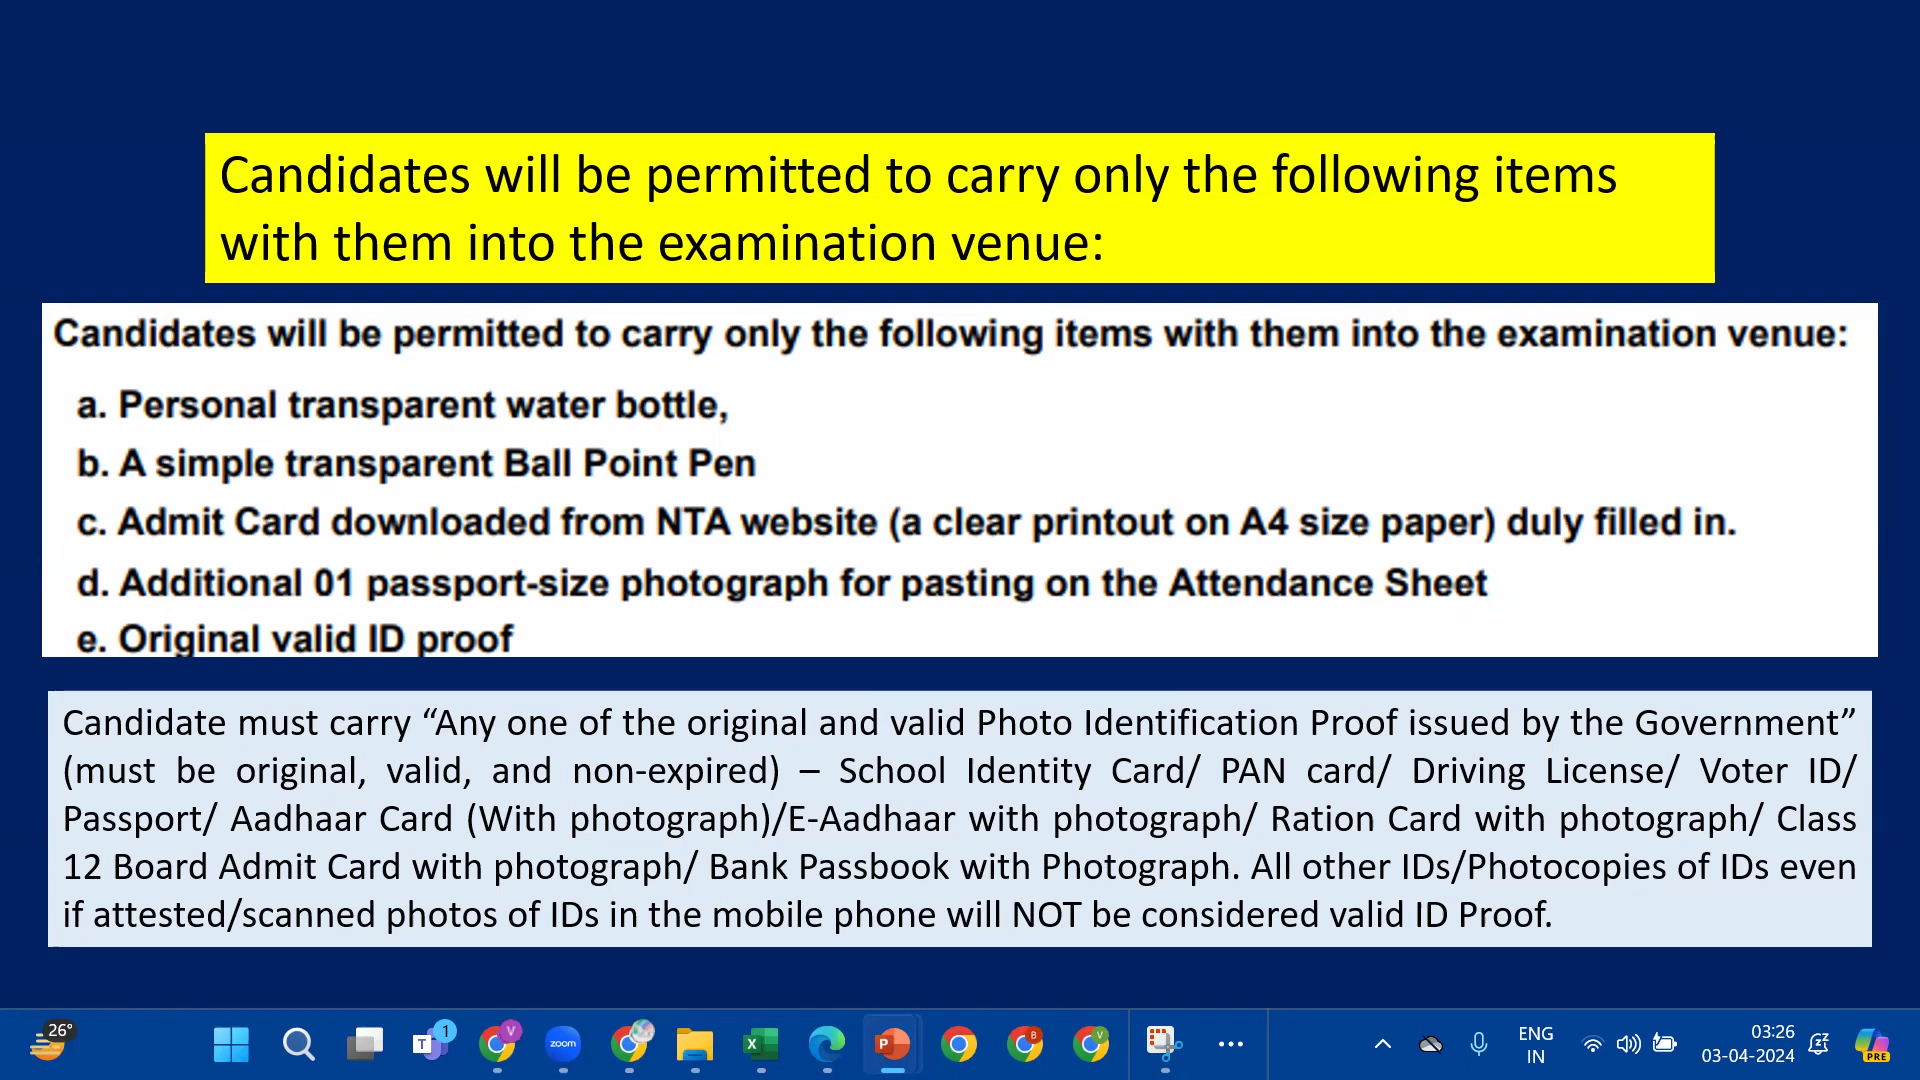 Candidates will be permitted to carry only the following items
with them into the examination venue:
Candidates will be permitted to carry only the following items with them into the examination venue:
a. Personal transparent water bottle,
b. A simple transparent Ball Point Pen
c. Admit Card downloaded from NTA website (a clear printout on A4 size paper) duly filled in.
d. Additional 01 passport-size photograph for pasting on the Attendance Sheet
e. Original valid ID proof
Candidate must carry “Any one of the original and valid Photo Identification Proof issued by the Government”
(must be original, valid, and non-expired) – School Identity Card/ PAN card/ Driving License/ Voter ID/
Passport/ Aadhaar Card (With photograph)/E-Aadhaar with photograph/ Ration Card with photograph/ Class
12 Board Admit Card with photograph/ Bank Passbook with Photograph. All other IDs/Photocopies of IDs even
if attested/scanned photos of IDs in the mobile phone will NOT be considered valid ID Proof.
26°
T
1
V
zoom
X
P
B
V
ENG
IN
03:26
03-04-2024
PRE